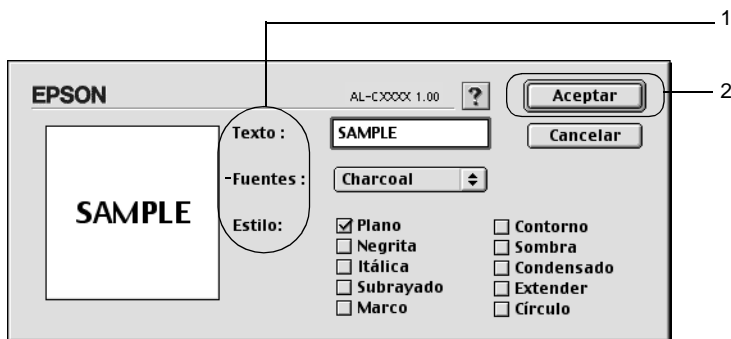 1
EPSON
AL-CXXXX 1.00
?
Aceptar
2
Texto :
SAMPLE
Cancelar
-Fuentes :
Charcoal
SAMPLE
Estilo:
Plano
Contorno
Negrita
Sombra
Itálica
Condensado
Subrayado
Extender
Marco
Círculo